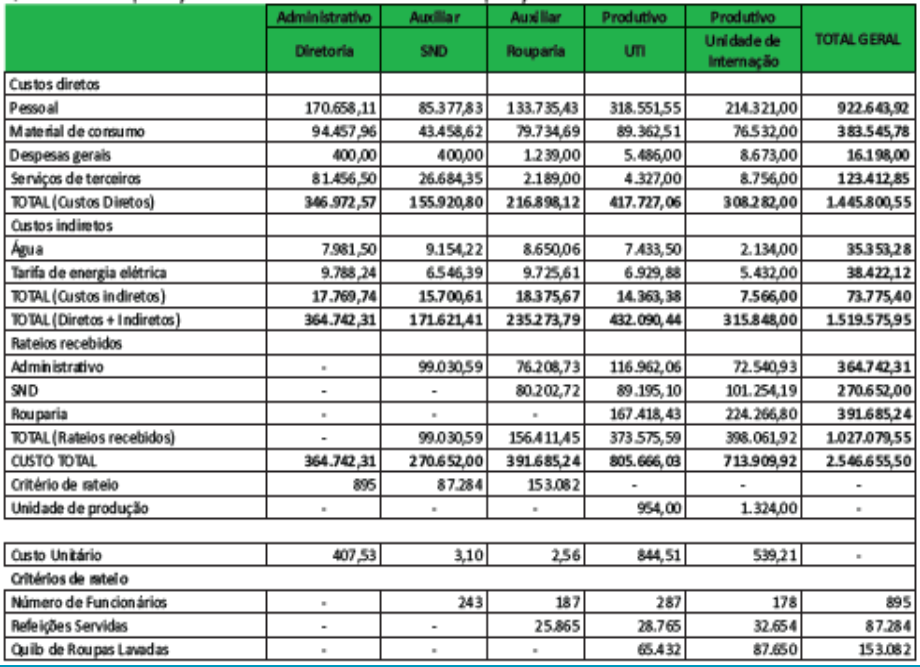 Administrativo Auxiliar Auxiliar Produtivo Produtivo TOTAL GERAL
Diretoria SND Rouparia UTI Unidade de Internação
Custos diretos
Pessoal 170.658,11 85.377,83 133.735,43 318.551,55 214.321,00 922.643,92
Material de consumo 94.457,96 43.458,62 79.734,69 89.362,51 76.532,00 383.545,78
Despesas gerais 400,00 400,00 1.239,00 5.486,00 8.673,00 16.198,00
Serviços de terceiros 81.456,50 26.684,35 2.189,00 4.327,00 8.756,00 123.412,85
TOTAL (Custos Diretos) 346.972,57 155.920,80 216.898,12 417.727,06 308.282,00 1.445.800,55
Custos indiretos
Água 7.981,50 9.154,22 8.650,06 7.433,50 2.134,00 35.353,28
Tarifa de energia elétrica 9.788,24 6.546,39 9.725,61 6.929,88 5.432,00 38.422,12
TOTAL (Custos indiretos) 17.769,74 15.700,61 18.375,67 14.363,38 7.566,00 73.775,40
TOTAL (Diretos + Indiretos) 364.742,31 171.621,41 235.273,79 432.090,44 315.848,00 1.519.575,95
Rateios recebidos
Administrativo - 99.030,59 76.208,73 116.962,06 72.540,93 364.742,31
SND - - 80.202,72 89.195,10 101.254,19 270.652,00
Rouparia - - - 167.418,43 224.266,80 391.685,24
TOTAL (Rateios recebidos) - 99.030,59 156.411,45 373.575,59 398.061,92 1.027.079,55
CUSTO TOTAL 364.742,31 270.652,00 391.685,24 805.666,03 713.909,92 2.546.655,50
Critério de rateio 895 87.284 153.082 - - -
Unidade de produção - - - 954,00 1.324,00 -
Custo Unitário 407,53 3,10 2,56 844,51 539,21 -
Critérios de rateio
Número de Funcionários - 243 187 287 178 895
Refeições Servidas - - 25.865 28.765 32.654 87.284
Quilo de Roupas Lavadas - - - 65.432 87.650 153.082